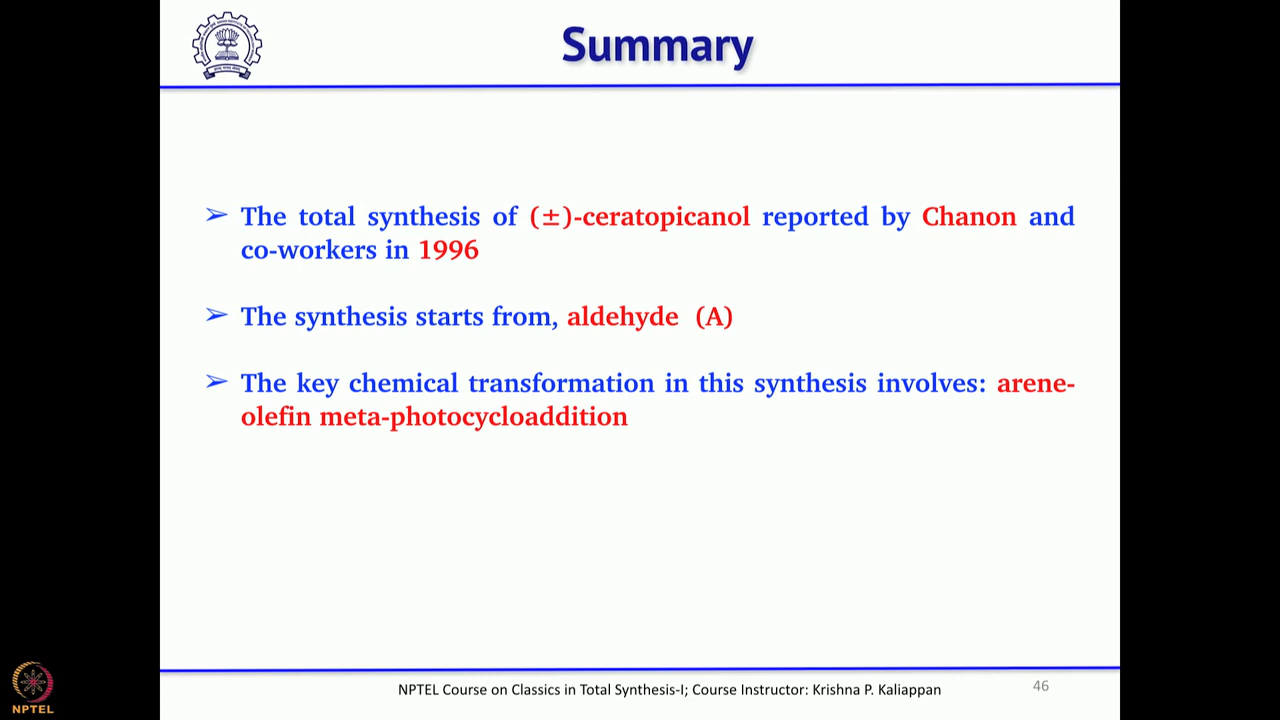 Summary
➢ The total synthesis of (±)-ceratopicanol reported by Chanon and
co-workers in 1996
➢ The synthesis starts from, aldehyde (A)
➢ The key chemical transformation in this synthesis involves: arene-
olefin meta-photocycloaddition
NPTEL Course on Classics in Total Synthesis-I; Course Instructor: Krishna P. Kaliappan
46
NPTEL